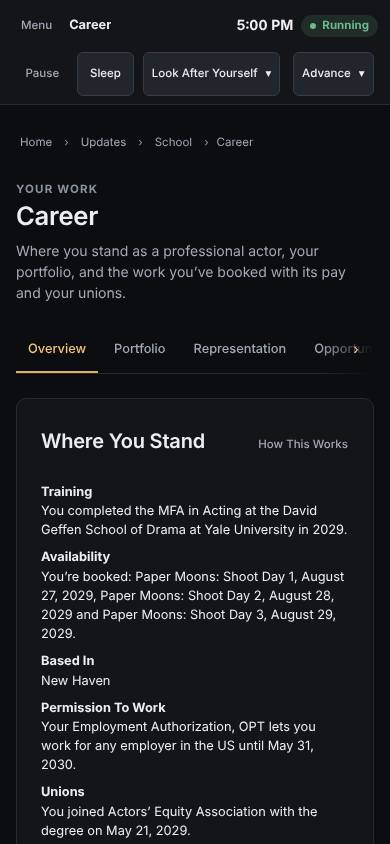 Menu Career 5:00 PM Running
Pause Sleep Look After Yourself ▾ Advance ▾
Home › Updates › School › Career
YOUR WORK
Career
Where you stand as a professional actor, your
portfolio, and the work you’ve booked with its pay
and your unions.
Overview Portfolio Representation Opportun ›
Where You Stand How This Works
Training
You completed the MFA in Acting at the David
Geffen School of Drama at Yale University in 2029.
Availability
You’re booked: Paper Moons: Shoot Day 1, August
27, 2029, Paper Moons: Shoot Day 2, August 28,
2029 and Paper Moons: Shoot Day 3, August 29,
2029.
Based In
New Haven
Permission To Work
Your Employment Authorization, OPT lets you
work for any employer in the US until May 31,
2030.
Unions
You joined Actors’ Equity Association with the
degree on May 21, 2029.